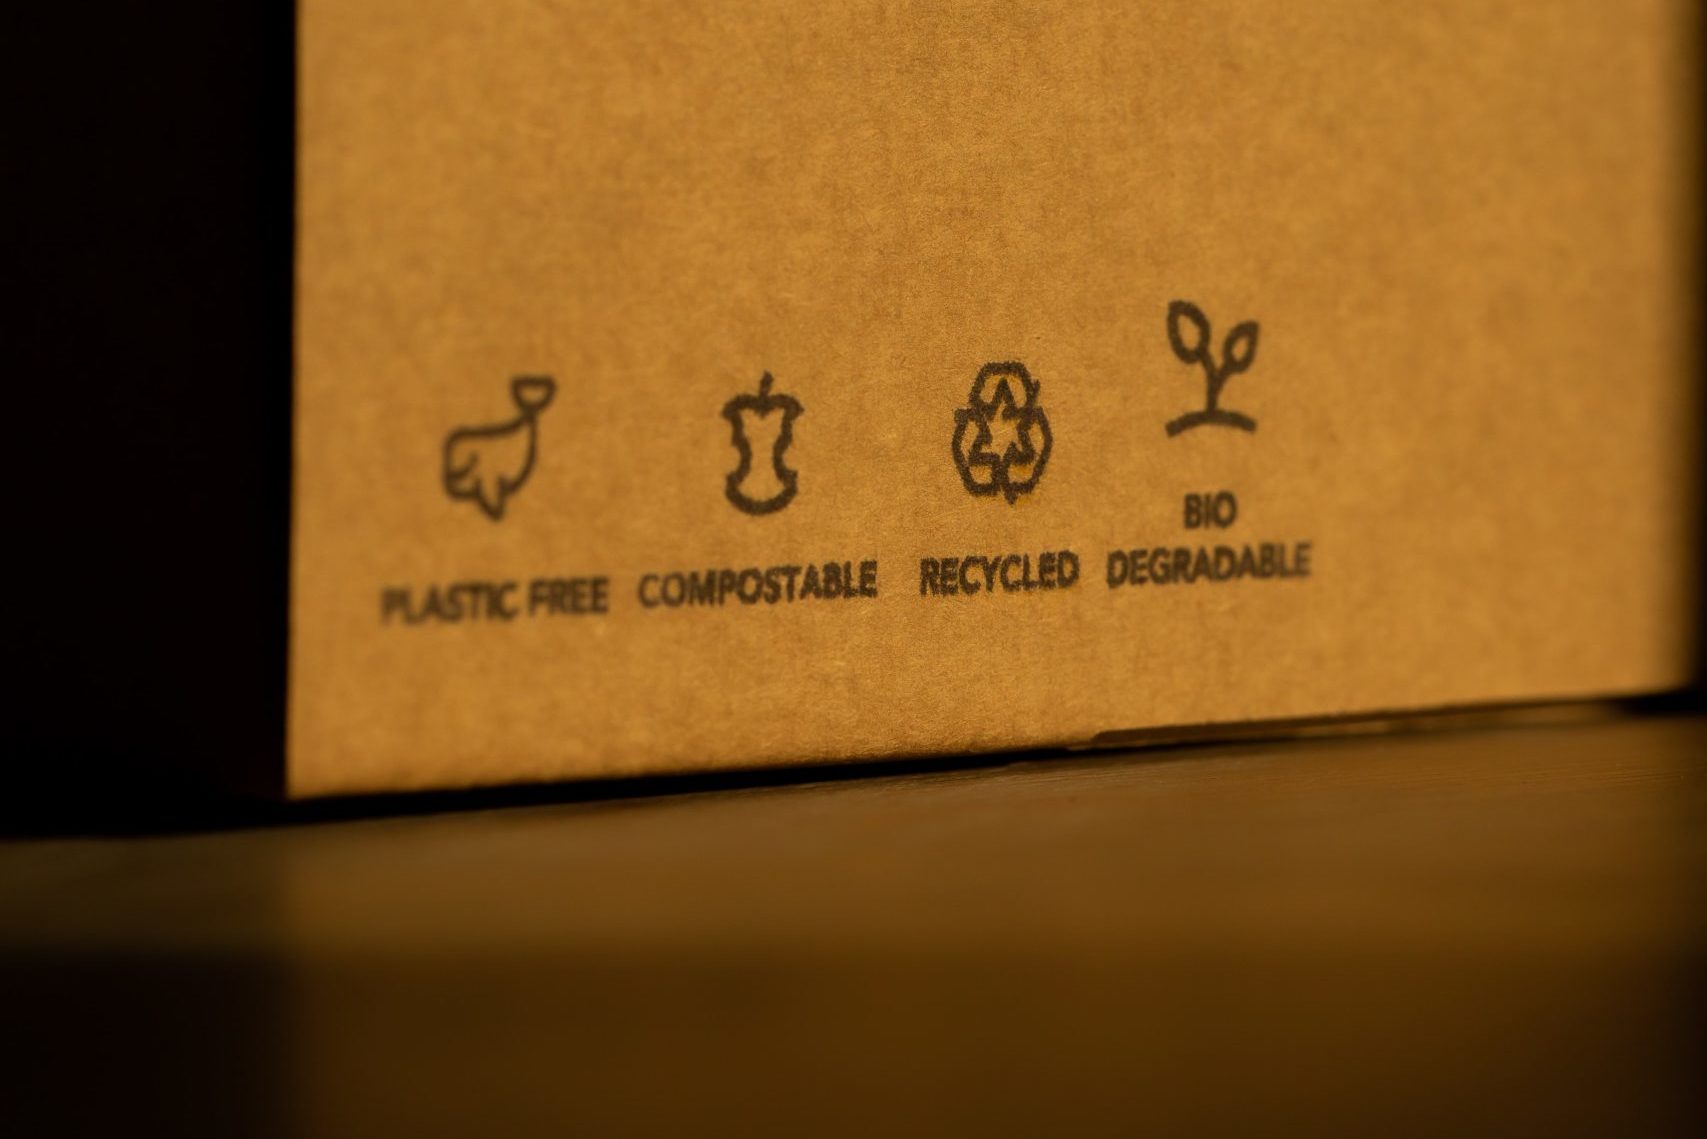 PLASTIC FREE
COMPOSTABLE
RECYCLED
BIO
DEGRADABLE